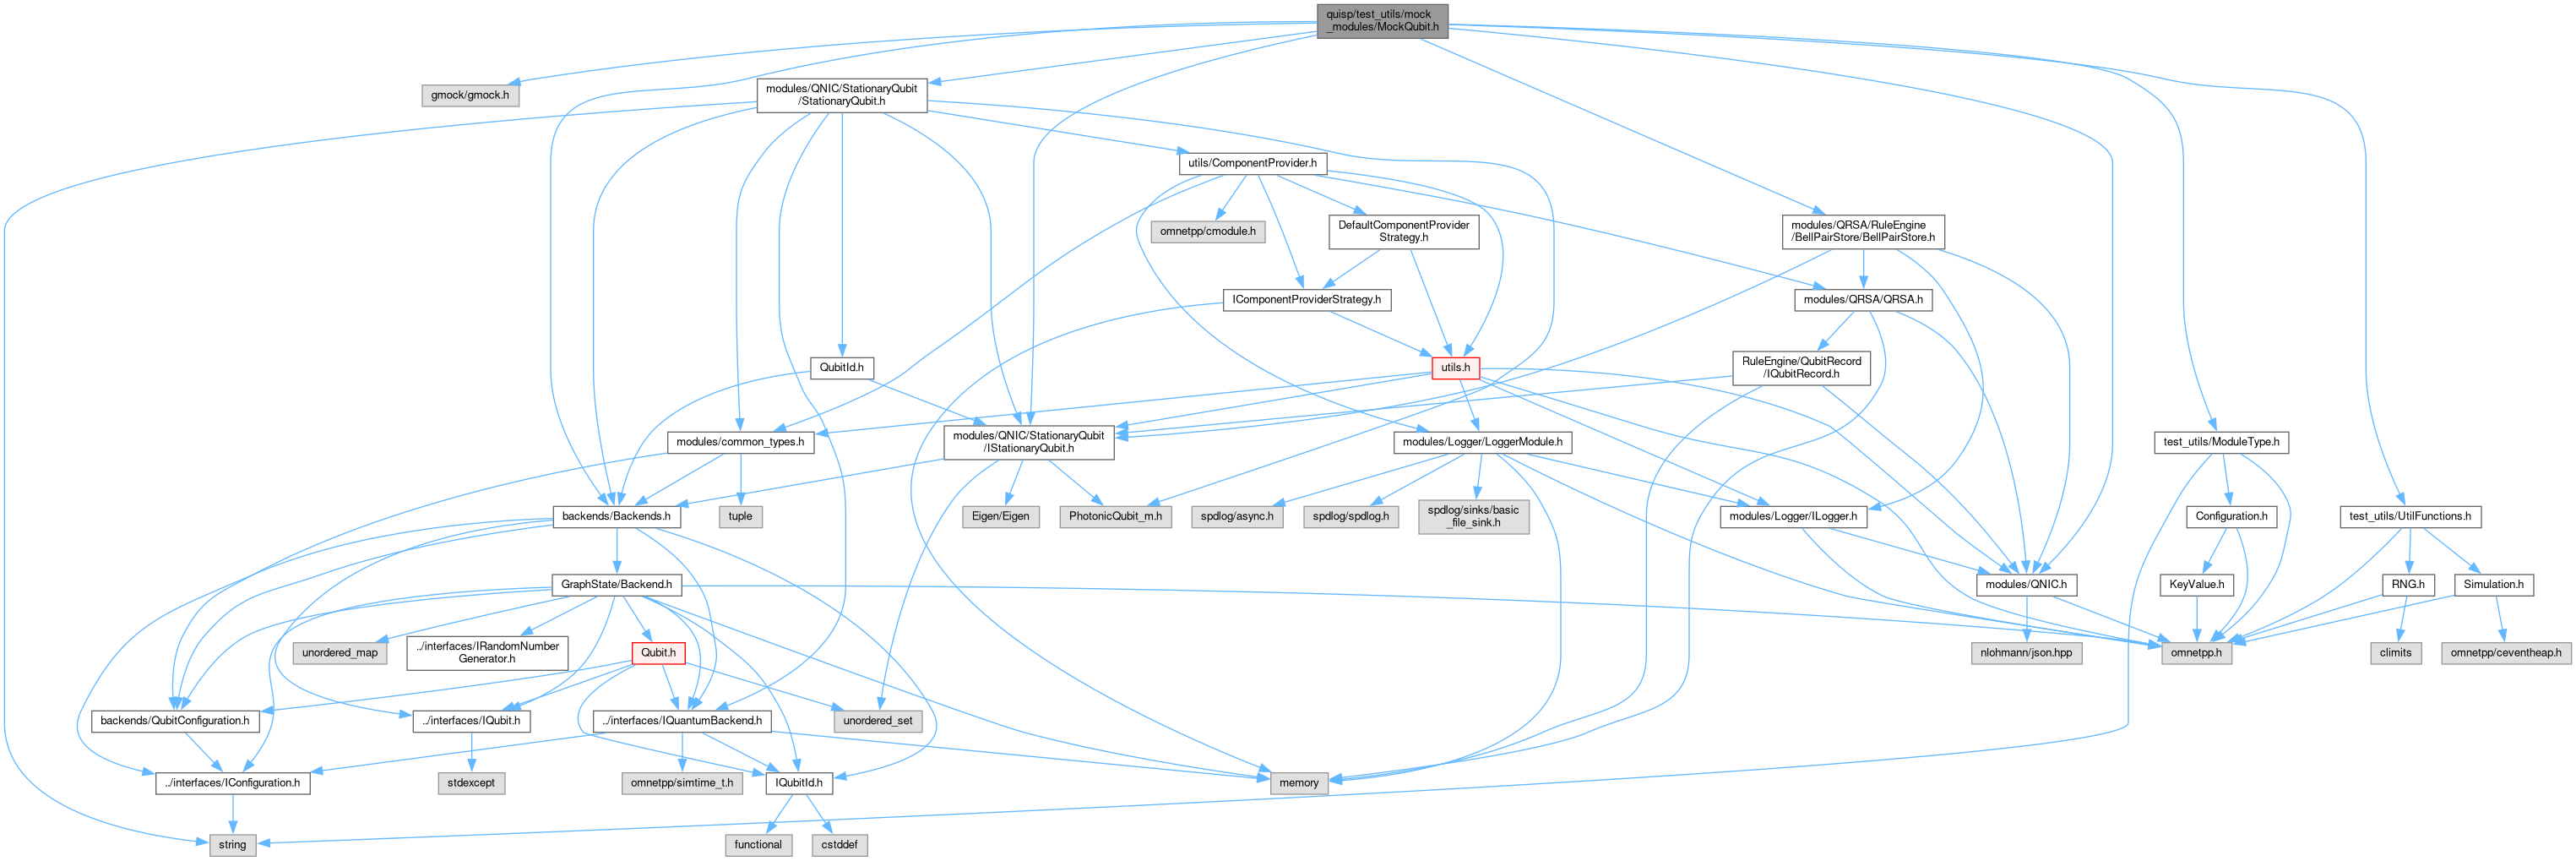 quisp/test_utils/mock
_modules/MockQubit.h
gmock/gmock.h
modules/QNIC/StationaryQubit
/StationaryQubit.h
utils/ComponentProvider.h
omnetpp/cmodule.h
DefaultComponentProvider
Strategy.h
modules/QRSA/RuleEngine
/BellPairStore/BellPairStore.h
IComponentProviderStrategy.h
modules/QRSA/QRSA.h
QubitId.h
utils.h
RuleEngine/QubitRecord
/IQubitRecord.h
modules/common_types.h
modules/QNIC/StationaryQubit
/IStationaryQubit.h
modules/Logger/LoggerModule.h
test_utils/ModuleType.h
backends/Backends.h
tuple
Eigen/Eigen
PhotonicQubit_m.h
spdlog/async.h
spdlog/spdlog.h
spdlog/sinks/basic
_file_sink.h
modules/Logger/ILogger.h
Configuration.h
test_utils/UtilFunctions.h
GraphState/Backend.h
modules/QNIC.h
KeyValue.h
RNG.h
Simulation.h
unordered_map
../interfaces/IRandomNumber
Generator.h
Qubit.h
nlohmann/json.hpp
omnetpp.h
climits
omnetpp/ceventheap.h
backends/QubitConfiguration.h
../interfaces/IQubit.h
../interfaces/IQuantumBackend.h
unordered_set
../interfaces/IConfiguration.h
stdexcept
omnetpp/simtime_t.h
IQubitId.h
memory
string
functional
cstddef